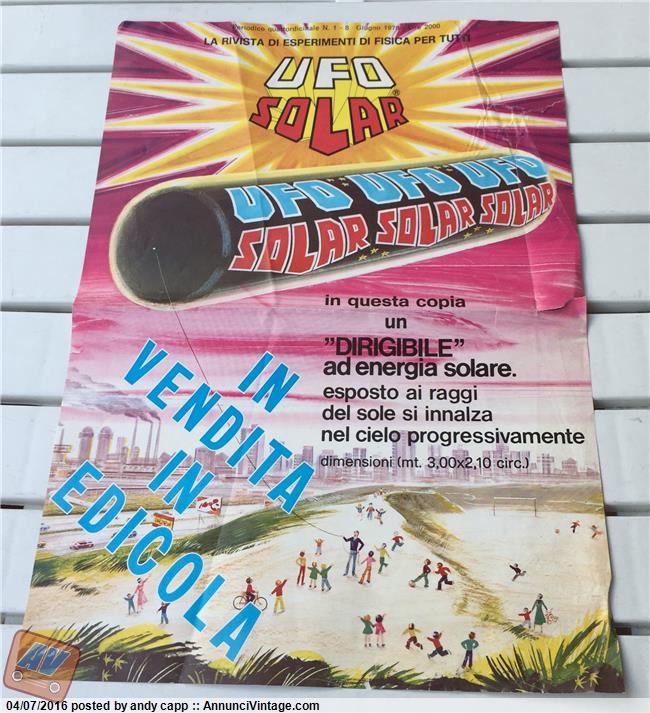 Periodico quattordicinale N. 1 - 8 Giugno 1978 Lire 2000
LA RIVISTA DI ESPERIMENTI DI FISICA PER TUTTI
UFO
SOLAR®
UFO UFO UFO
SOLAR SOLAR SOLAR
in questa copia
un
"DIRIGIBILE"
ad energia solare.
esposto ai raggi
del sole si innalza
nel cielo progressivamente
dimensioni (mt. 3,00x2,10 circ.)
IN
VENDITA
IN
EDICOLA
AV
04/07/2016 posted by andy capp :: AnnunciVintage.com